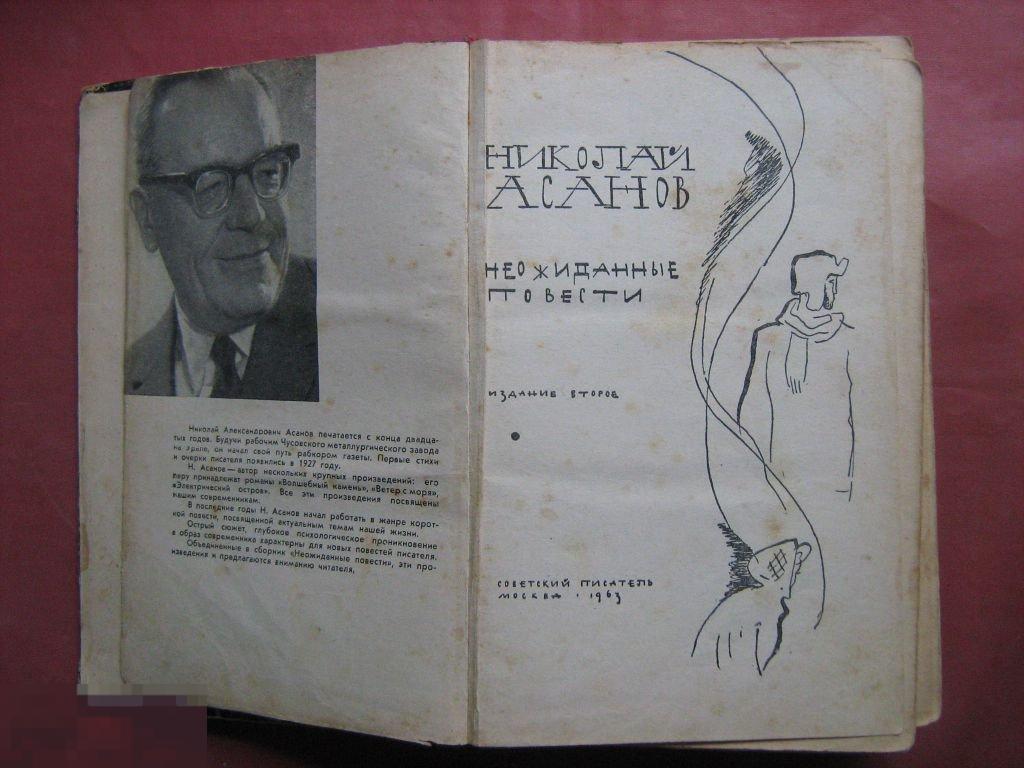 Николай Александрович Асанов печатается с конца двадца-
тых годов. Будучи рабочим Чусовского металлургического завода
на Урале, он начал свой путь рабкором газеты. Первые стихи
и очерки писателя появились в 1927 году.
Н. Асанов — автор нескольких крупных произведений: его
перу принадлежат романы «Волшебный камень», «Ветер с моря»,
«Электрический остров». Все эти произведения посвящены
нашим современникам.
В последние годы Н. Асанов начал работать в жанре корот-
кой повести, посвященной актуальным темам нашей жизни.
Острый сюжет, глубокое психологическое проникновение
в образ современника характерны для новых повестей писателя.
Объединенные в сборник «Неожиданные повести», эти про-
изведения и предлагаются вниманию читателя,
НИКОЛАЙ
АСАНОВ
НЕОЖИДАННЫЕ
ПОВЕСТИ
ИЗДАНИЕ ВТОРОЕ
СОВЕТСКИЙ ПИСАТЕЛЬ
МОСКВА · 1963